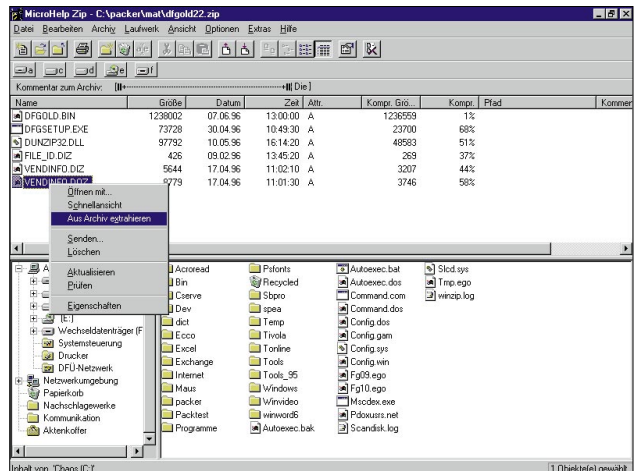 MicroHelp Zip - C:\packer\mat\dfgold22.zip
Datei Bearbeiten Archiv Laufwerk Ansicht Optionen Extras Hilfe
a c d e f
Kommentar zum Archiv: Die ]
Name Größe Datum Zeit Attr. Kompr. Grö... Kompr. Pfad Kommen
DFGOLD.BIN 1238002 07.06.96 13:00:00 A 1236559 1%
DFGSETUP.EXE 73728 30.04.96 10:49:30 A 23700 68%
DUNZIP32.DLL 97792 10.05.96 16:14:20 A 48583 51%
FILE_ID.DIZ 426 09.02.96 13:45:20 A 269 37%
VENDINFO.DIZ 5644 17.04.96 11:02:10 A 3207 44%
VENDINFO.DOZ 8779 17.04.96 11:01:30 A 3746 58%
Öffnen mit...
Schnellansicht
Aus Archiv extrahieren
Senden...
Löschen
Aktualisieren
Prüfen
Eigenschaften
A
(E:)
Wechseldatenträger (F
Systemsteuerung
Drucker
DFÜ-Netzwerk
Netzwerkumgebung
Papierkorb
Nachschlagewerke
Kommunikation
Aktenkoffer
Acroread
Bin
Cserve
Dev
dict
Ecco
Excel
Exchange
Internet
Maus
packer
Packtest
Programme
Psfonts
Recycled
Sbpro
spea
Temp
Tivola
Tonline
Tools
Tools_95
Windows
Winvideo
winword6
Autoexec.bak
Autoexec.bat
Autoexec.dos
Command.com
Command.dos
Config.dos
Config.gam
Config.sys
Config.win
Fg09.ego
Fg10.ego
Mscdex.exe
Pdoxusrs.net
Scandisk.log
Slcd.sys
Tmp.ego
winzip.log
Inhalt von 'Chaos (C:)'
1 Objekt(e) gewählt